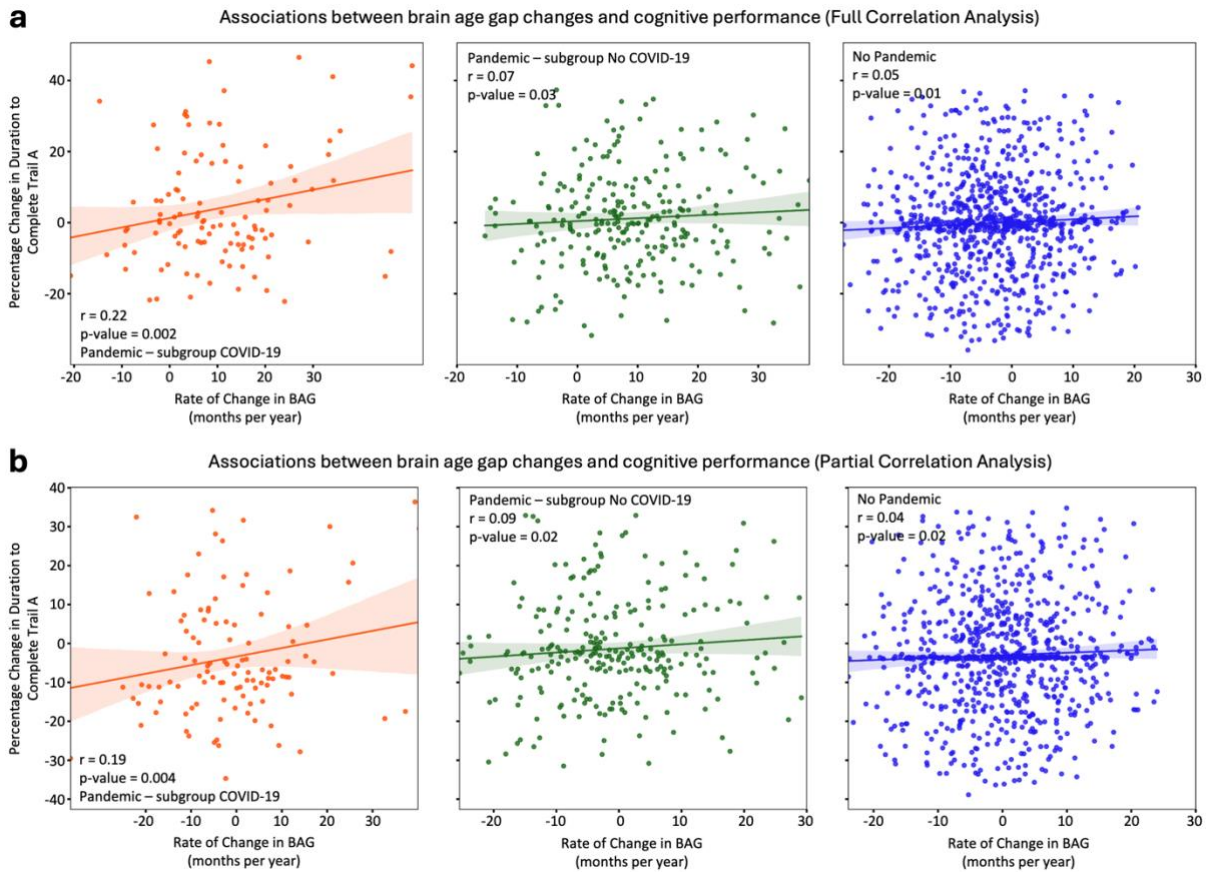 a
Associations between brain age gap changes and cognitive performance (Full Correlation Analysis)
Percentage Change in Duration to
Complete Trail A
40
20
0
-20
r = 0.22
p-value = 0.002
Pandemic – subgroup COVID-19
-20 -10 0 10 20 30
Rate of Change in BAG
(months per year)
Pandemic – subgroup No COVID-19
r = 0.07
p-value = 0.03
-20 -10 0 10 20 30
Rate of Change in BAG
(months per year)
No Pandemic
r = 0.05
p-value = 0.01
-20 -10 0 10 20 30
Rate of Change in BAG
(months per year)
b
Associations between brain age gap changes and cognitive performance (Partial Correlation Analysis)
Percentage Change in Duration to
Complete Trail A
40
30
20
10
0
-10
-20
-30
-40
r = 0.19
p-value = 0.004
Pandemic – subgroup COVID-19
-20 -10 0 10 20 30
Rate of Change in BAG
(months per year)
Pandemic – subgroup No COVID-19
r = 0.09
p-value = 0.02
-20 -10 0 10 20 30
Rate of Change in BAG
(months per year)
No Pandemic
r = 0.04
p-value = 0.02
-20 -10 0 10 20 30
Rate of Change in BAG
(months per year)